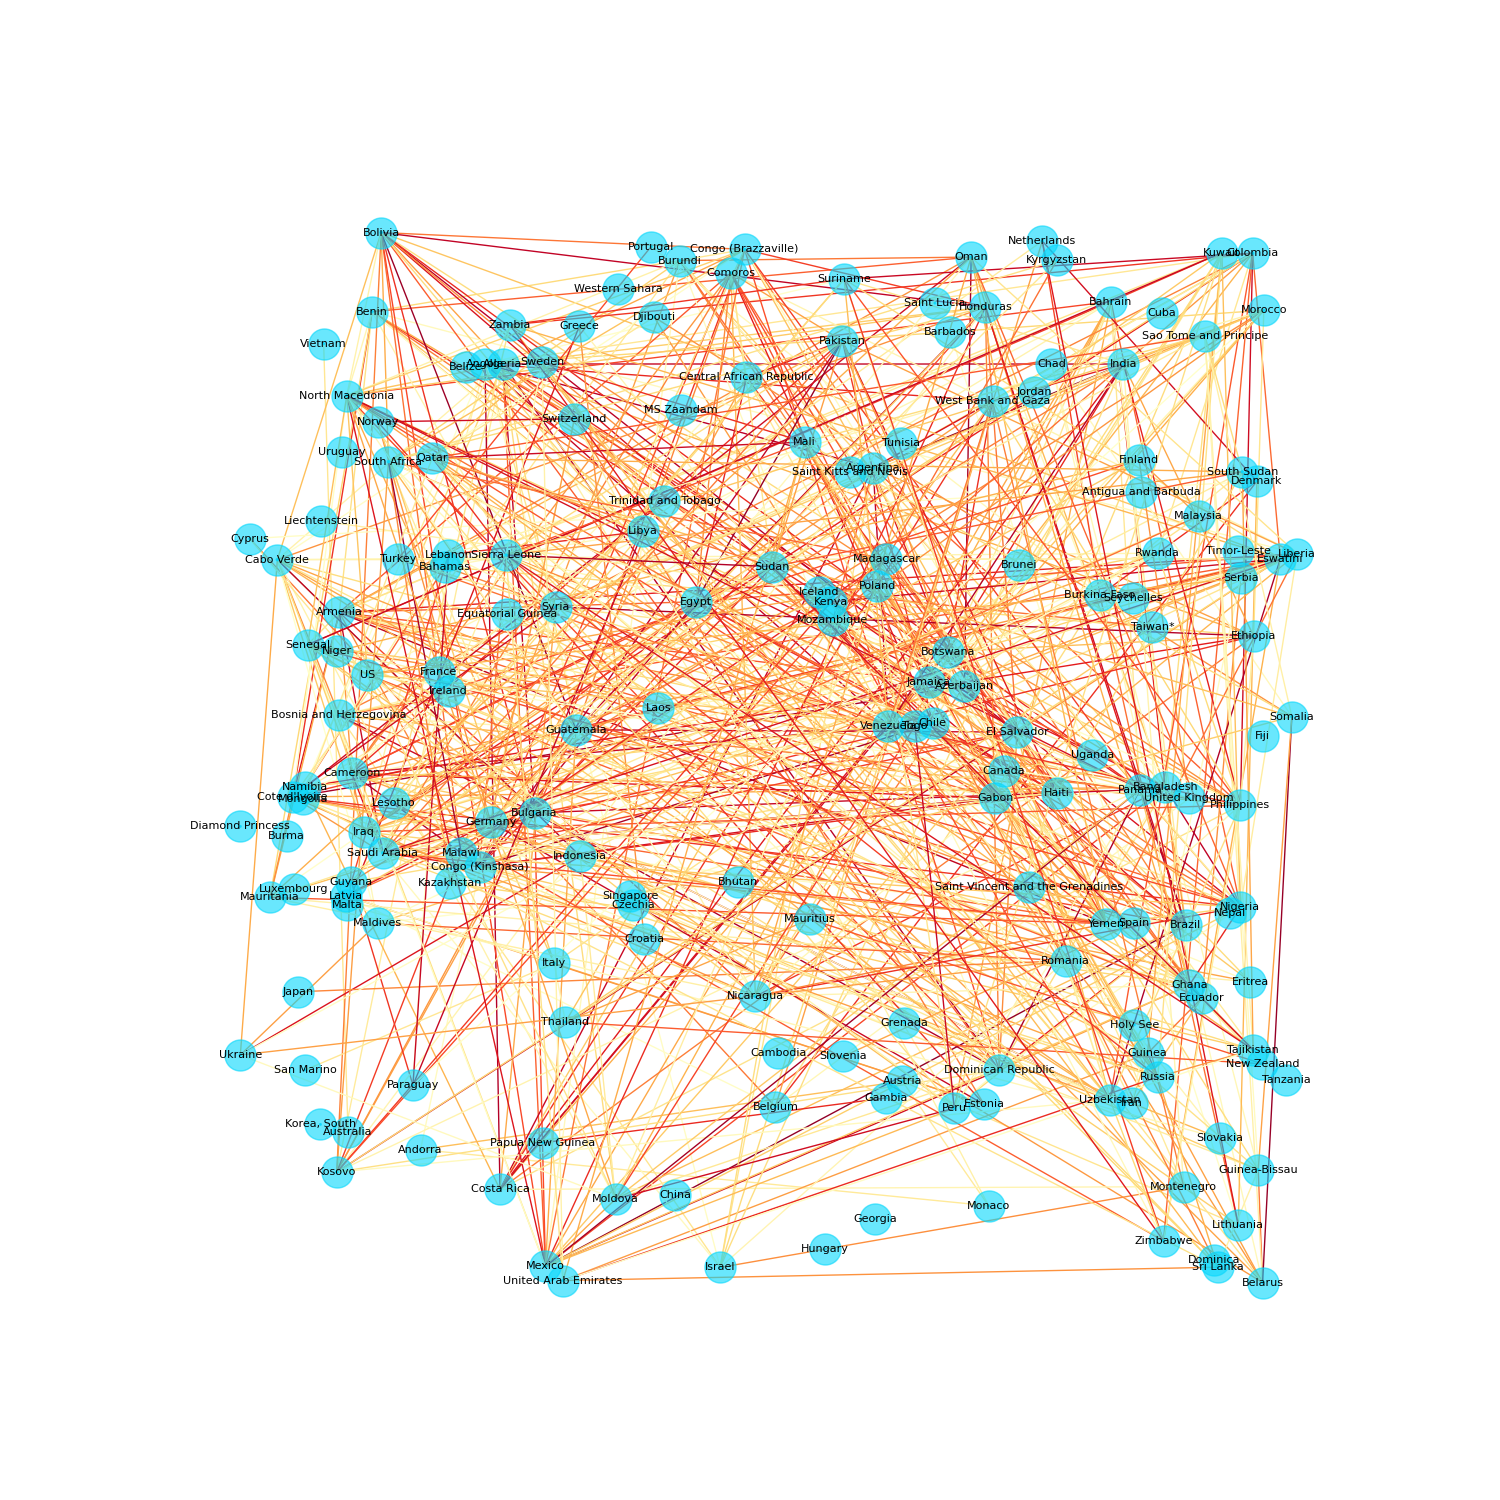 Bolivia
Portugal
Burundi
Congo (Brazzaville)
Comoros
Suriname
Oman
Netherlands
Kyrgyzstan
Kuwait
Colombia
Western Sahara
Djibouti
Saint Lucia
Honduras
Bahrain
Cuba
Morocco
Benin
Zambia
Greece
Barbados
Sao Tome and Principe
Vietnam
Pakistan
Belize
Angola
Algeria
Sweden
Central African Republic
Chad
India
North Macedonia
Norway
Switzerland
MS Zaandam
West Bank and Gaza
Jordan
Uruguay
South Africa
Qatar
Mali
Tunisia
Saint Kitts and Nevis
Argentina
Finland
South Sudan
Denmark
Antigua and Barbuda
Trinidad and Tobago
Liechtenstein
Libya
Malaysia
Cyprus
Cabo Verde
Turkey
Lebanon
Bahamas
Sierra Leone
Sudan
Madagascar
Poland
Brunei
Rwanda
Timor-Leste
Eswatini
Liberia
Serbia
Armenia
Equatorial Guinea
Syria
Egypt
Iceland
Kenya
Mozambique
Burkina Faso
Seychelles
Taiwan*
Ethiopia
Senegal
Niger
US
France
Ireland
Botswana
Jamaica
Azerbaijan
Bosnia and Herzegovina
Guatemala
Laos
Venezuela
Togo
Chile
El Salvador
Somalia
Fiji
Uganda
Cameroon
Namibia
Cote d'Ivoire
Mongolia
Lesotho
Canada
Gabon
Haiti
Panama
Bangladesh
United Kingdom
Philippines
Diamond Princess
Burma
Iraq
Germany
Bulgaria
Saudi Arabia
Malawi
Congo (Kinshasa)
Kazakhstan
Indonesia
Guyana
Luxembourg
Mauritania
Latvia
Malta
Maldives
Singapore
Czechia
Bhutan
Saint Vincent and the Grenadines
Mauritius
Croatia
Yemen
Spain
Brazil
Nigeria
Nepal
Italy
Romania
Japan
Nicaragua
Ghana
Ecuador
Eritrea
Thailand
Grenada
Holy See
Ukraine
San Marino
Cambodia
Slovenia
Guinea
Tajikistan
New Zealand
Tanzania
Paraguay
Dominican Republic
Russia
Austria
Gambia
Belgium
Peru
Estonia
Uzbekistan
Iran
Korea, South
Australia
Andorra
Papua New Guinea
Slovakia
Kosovo
Costa Rica
Moldova
China
Monaco
Montenegro
Guinea-Bissau
Georgia
Hungary
Lithuania
Zimbabwe
Mexico
United Arab Emirates
Israel
Dominica
Sri Lanka
Belarus